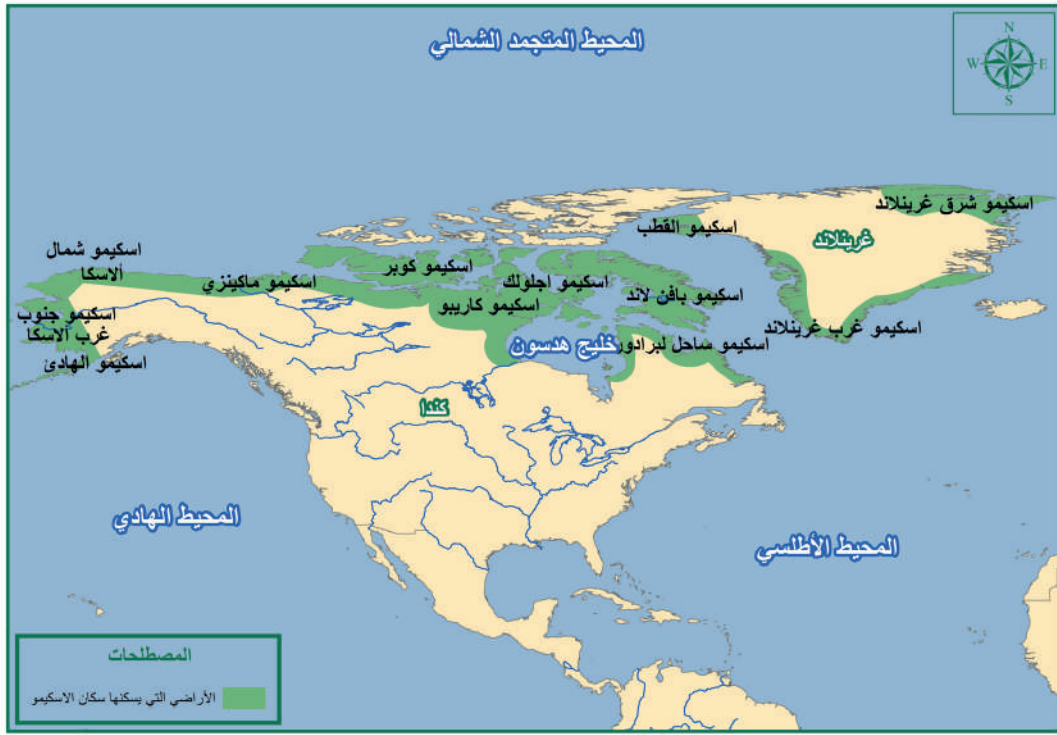 المحيط المتجمد الشمالي
N
W E
S
اسكيمو شرق غرينلاند
اسكيمو القطب
غرينلاند
اسكيمو شمال
ألاسكا
اسكيمو ماكينزي
اسكيمو كوبر
اسكيمو اجلولك
اسكيمو كاريبو
اسكيمو بافن لاند
اسكيمو جنوب
غرب ألاسكا
اسكيمو الهادئ
اسكيمو غرب غرينلاند
خليج هدسون
اسكيمو ساحل لبرادور
كندا
المحيط الهادي
المحيط الأطلسي
المصطلحات
الأراضي التي يسكنها سكان الاسكيمو